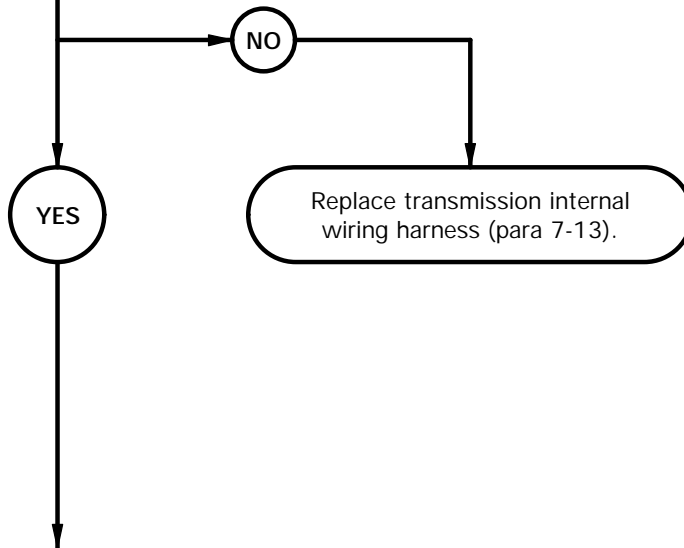 NO
YES
Replace transmission internal
wiring harness (para 7-13).